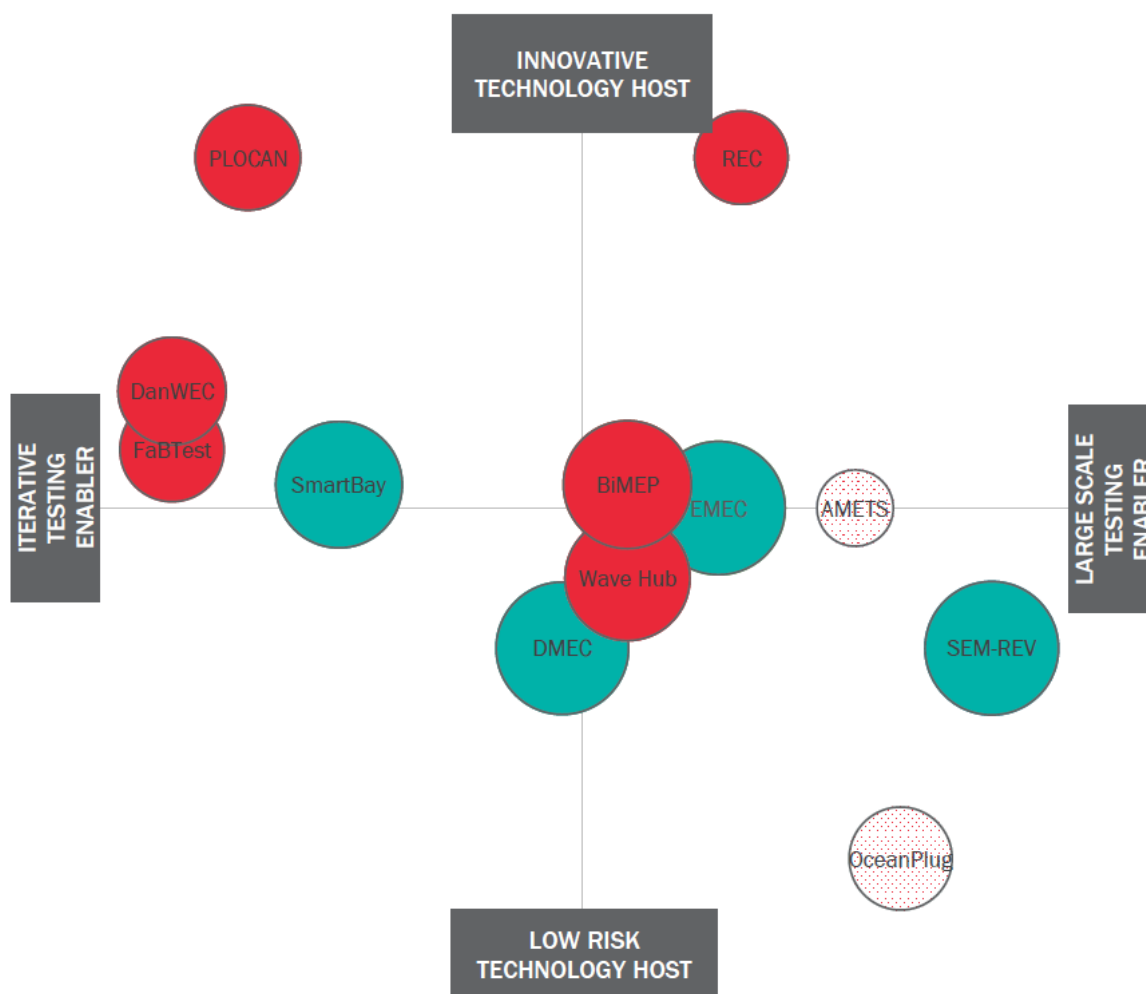 INNOVATIVE
TECHNOLOGY HOST
PLOCAN
REC
DanWEC
FaBTest
ITERATIVE
TESTING
ENABLER
SmartBay
BiMEP
EMEC
AMETS
LARGE SCALE
TESTING
ENABLER
Wave Hub
DMEC
SEM-REV
OceanPlug
LOW RISK
TECHNOLOGY HOST